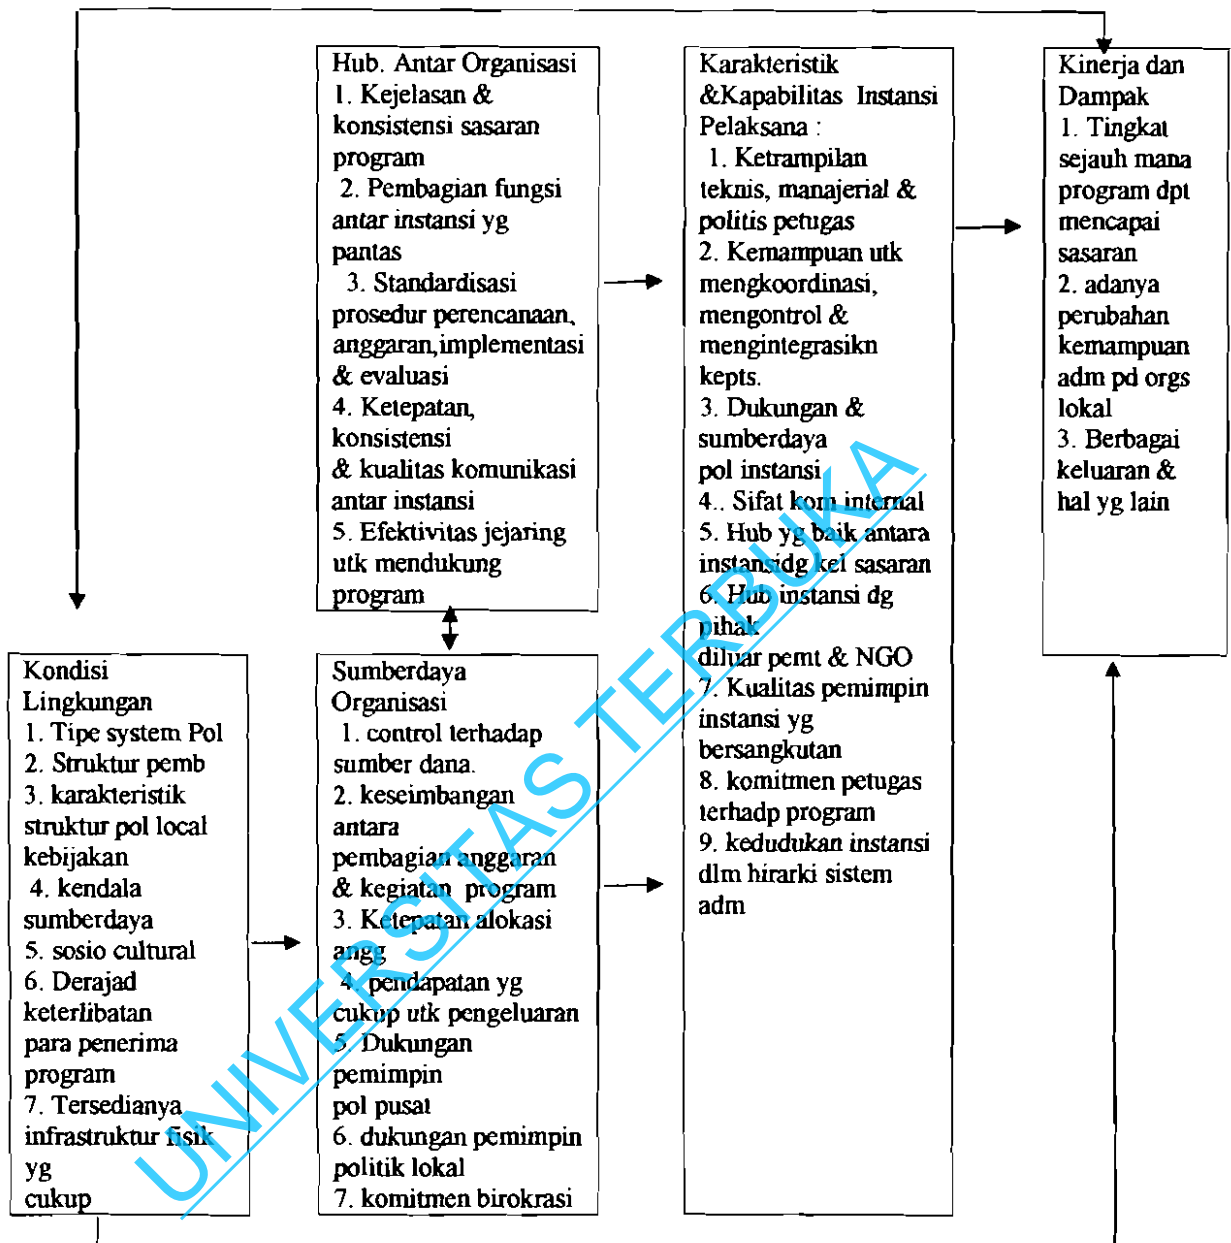 Hub. Antar Organisasi
1. Kejelasan &
konsistensi sasaran
program
2. Pembagian fungsi
antar instansi yg
pantas
3. Standardisasi
prosedur perencanaan,
anggaran,implementasi
& evaluasi
4. Ketepatan,
konsistensi
& kualitas komunikasi
antar instansi
5. Efektivitas jejaring
utk mendukung
program
Karakteristik
&Kapabilitas Instansi
Pelaksana :
1. Ketrampilan
teknis, manajerial &
politis petugas
2. Kemampuan utk
mengkoordinasi,
mengontrol &
mengintegrasikn
kepts.
3. Dukungan &
sumberdaya
pol instansi
4.. Sifat kom internal
5. Hub yg baik antara
instansidg kel sasaran
6. Hub instansi dg
pihak
diluar pemt & NGO
7. Kualitas pemimpin
instansi yg
bersangkutan
8. komitmen petugas
terhadp program
9. kedudukan instansi
dlm hirarki sistem
adm
Kinerja dan
Dampak
1. Tingkat
sejauh mana
program dpt
mencapai
sasaran
2. adanya
perubahan
kemampuan
adm pd orgs
lokal
3. Berbagai
keluaran &
hal yg lain
Kondisi
Lingkungan
1. Tipe system Pol
2. Struktur pemb
3. karakteristik
struktur pol local
kebijakan
4. kendala
sumberdaya
5. sosio cultural
6. Derajad
keterlibatan
para penerima
program
7. Tersedianya
infrastruktur fisik
yg
cukup
Sumberdaya
Organisasi
1. control terhadap
sumber dana.
2. keseimbangan
antara
pembagian anggaran
& kegiatan program
3. Ketepatan alokasi
angg
4. pendapatan yg
cukup utk pengeluaran
5. Dukungan
pemimpin
pol pusat
6. dukungan pemimpin
politik lokal
7. komitmen birokrasi
UNIVERSITAS TERBUKA